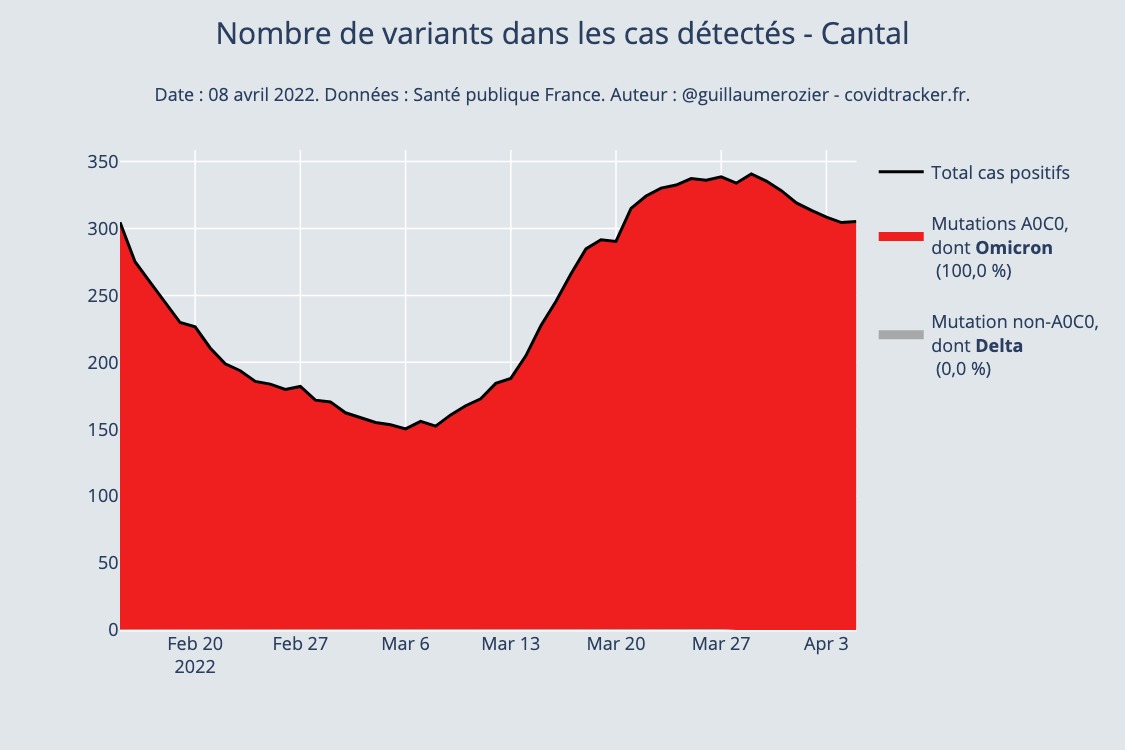 Nombre de variants dans les cas détectés - Cantal
Date : 08 avril 2022. Données : Santé publique France. Auteur : @guillaumerozier - covidtracker.fr.
350
300
250
200
150
100
50
0
Feb 20
2022
Feb 27
Mar 6
Mar 13
Mar 20
Mar 27
Apr 3
Total cas positifs
Mutations A0C0,
dont Omicron
(100,0 %)
Mutation non-A0C0,
dont Delta
(0,0 %)